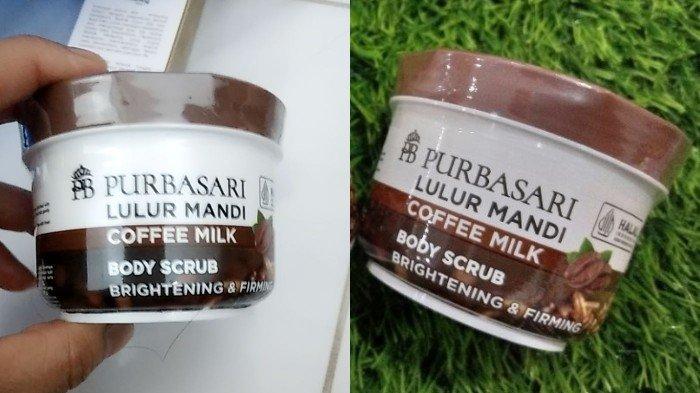 PB PURBASARI
LULUR MANDI
COFFEE MILK
BODY SCRUB
BRIGHTENING & FIRMING
PB PURBASARI
LULUR MANDI
COFFEE MILK
BODY SCRUB
BRIGHTENING & FIRMING
HALAL